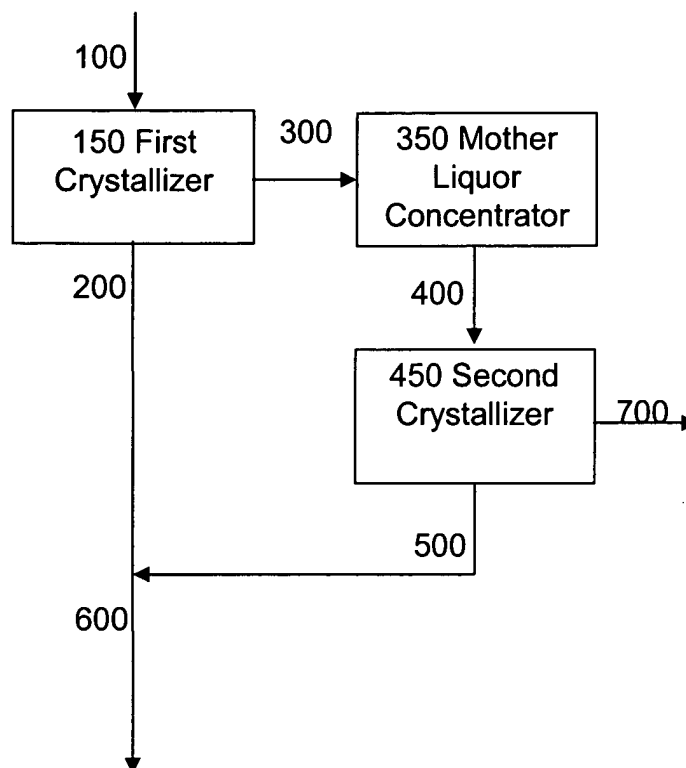 100
150 First
Crystallizer
300
350 Mother
Liquor
Concentrator
200
400
450 Second
Crystallizer
700
500
600